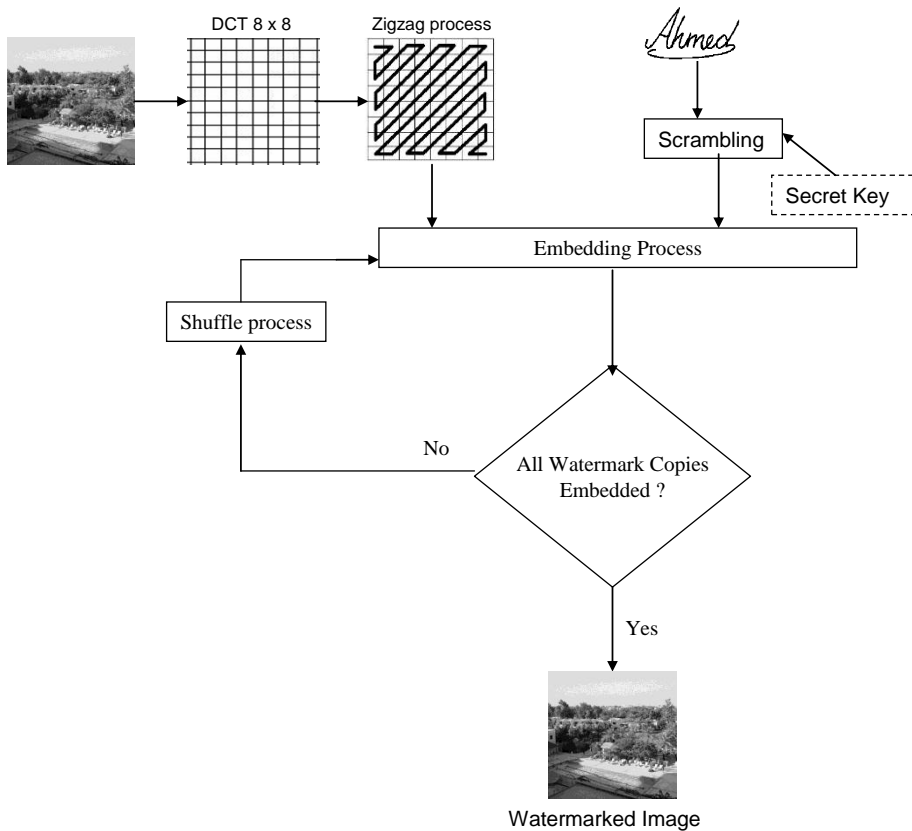 DCT 8 x 8
Zigzag process
Ahmed
Scrambling
Secret Key
Embedding Process
Shuffle process
No
All Watermark Copies
Embedded ?
Yes
Watermarked Image